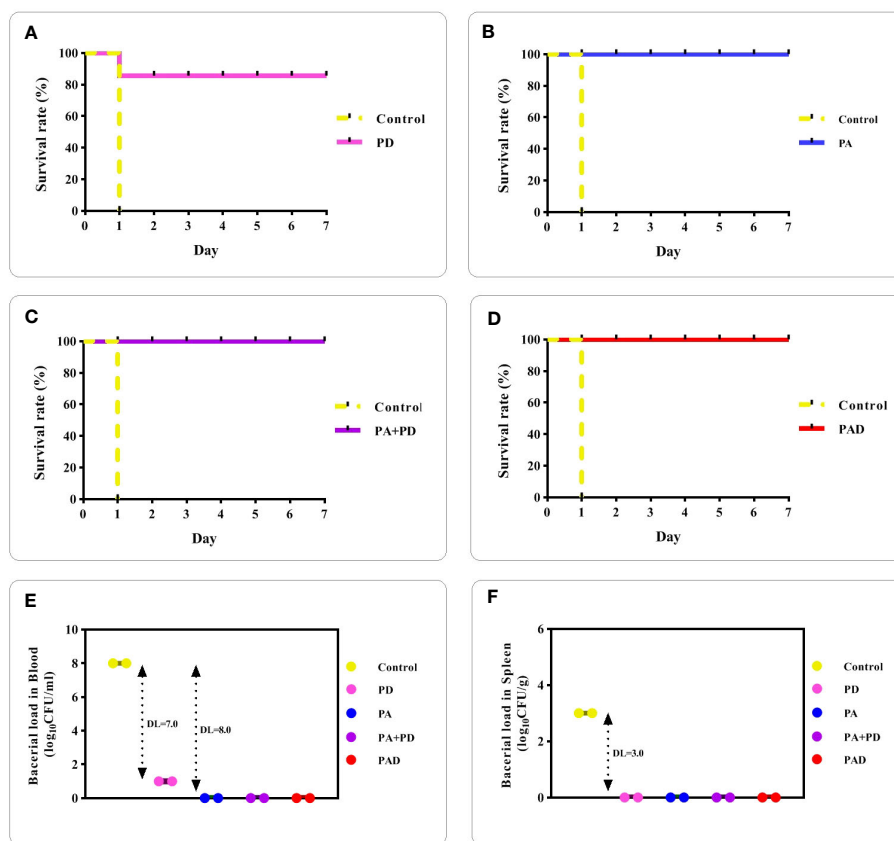 A
Survival rate (%)
100
80
60
40
20
0
0 1 2 3 4 5 6 7
Day
Control
PD
B
Survival rate (%)
100
80
60
40
20
0
0 1 2 3 4 5 6 7
Day
Control
PA
C
Survival rate (%)
100
80
60
40
20
0
0 1 2 3 4 5 6 7
Day
Control
PA+PD
D
Survival rate (%)
100
80
60
40
20
0
0 1 2 3 4 5 6 7
Day
Control
PAD
E
Bacerial load in Blood
(log10CFU/ml)
10
8
6
4
2
0
DL=7.0
DL=8.0
Control
PD
PA
PA+PD
PAD
F
Bacerial load in Spleen
(log10CFU/g)
6
4
2
0
DL=3.0
Control
PD
PA
PA+PD
PAD